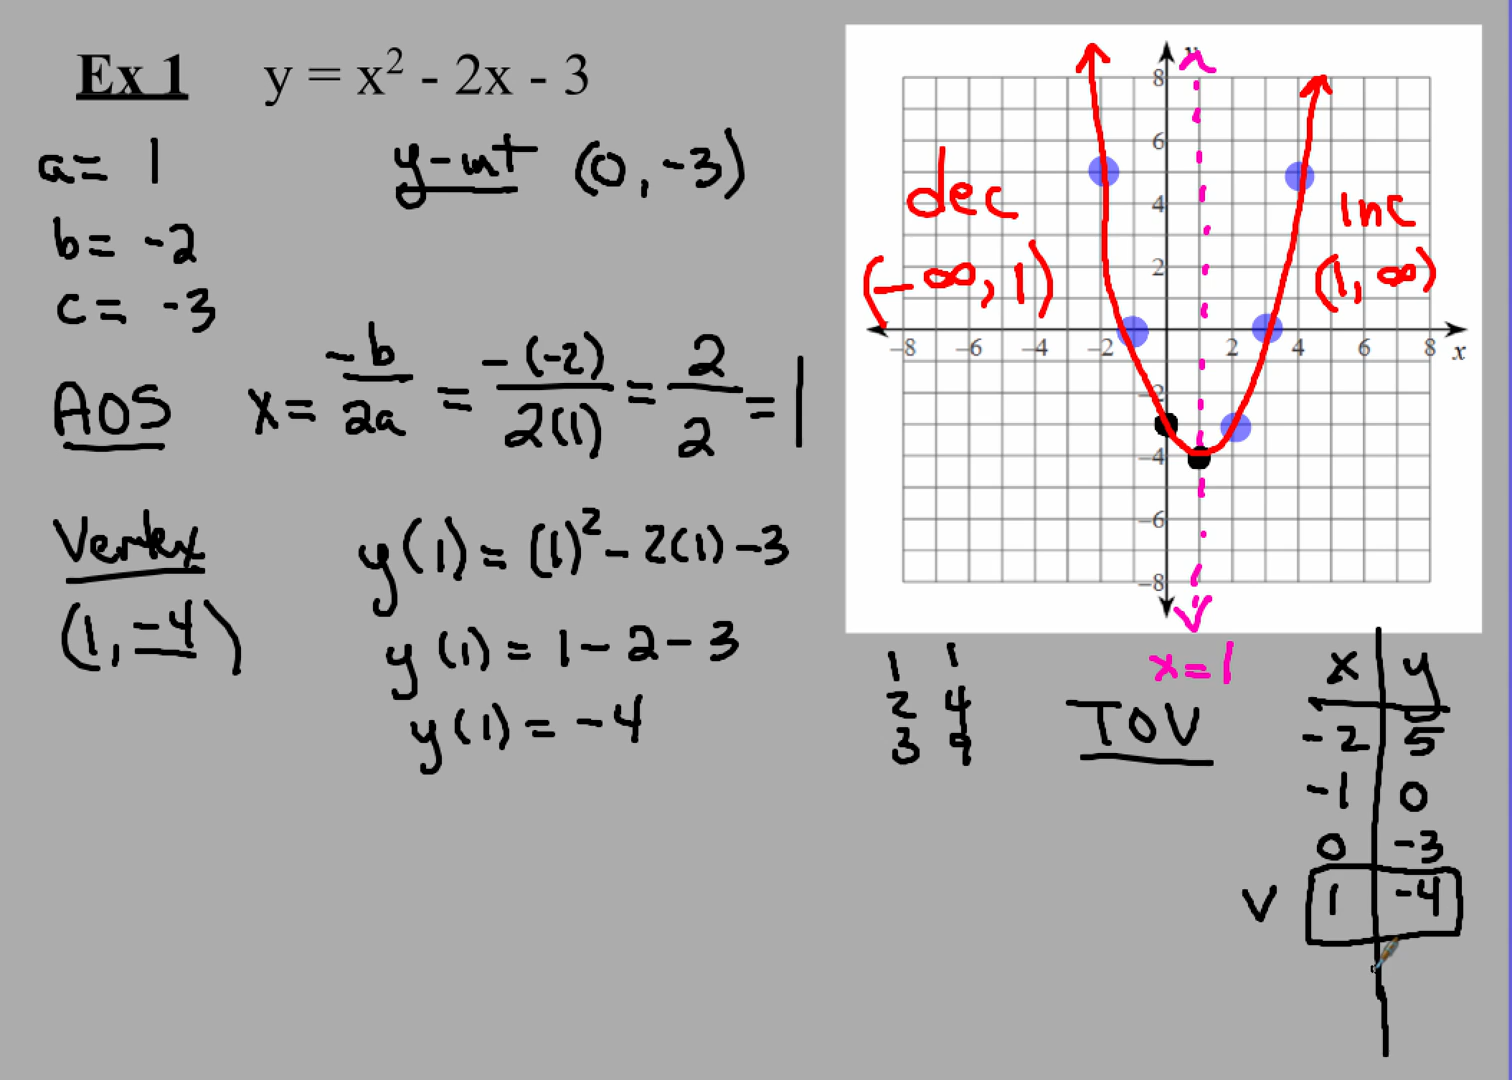 Ex 1 y = x² - 2x - 3
a = 1
b = -2
c = -3
y-int (0, -3)
AOS x = -b/2a = -(-2)/2(1) = 2/2 = 1
Vertex
(1, -4)
y(1) = (1)² - 2(1) - 3
y(1) = 1 - 2 - 3
y(1) = -4
y
8
6
4
2
-8 -6 -4 -2 2 4 6 8 x
-2
-4
-6
-8
dec
(-∞, 1)
inc
(1, ∞)
x = 1
1 1
2 4
3 9
TOV
x y
-2 5
-1 0
0 -3
V 1 -4